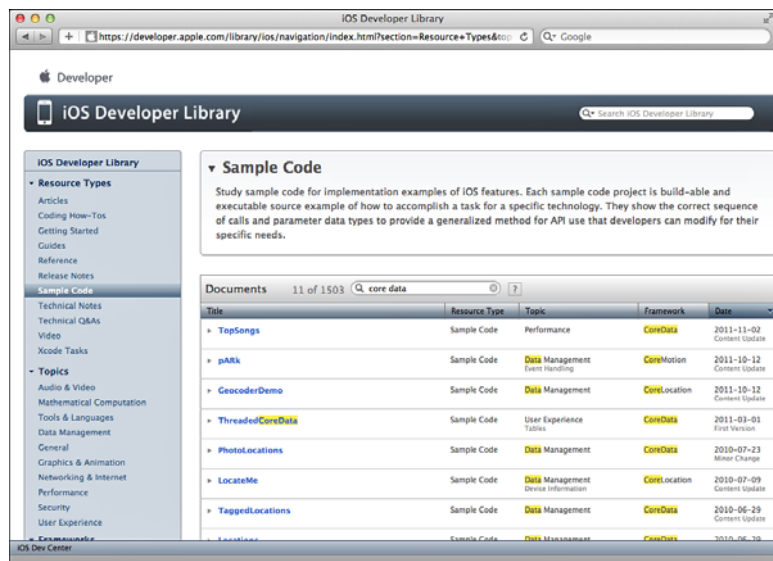 iOS Developer Library
https://developer.apple.com/library/ios/navigation/index.html?section=Resource+Types&top
Google
Developer
iOS Developer Library
Search iOS Developer Library
iOS Developer Library
Resource Types
Articles
Coding How-Tos
Getting Started
Guides
Reference
Release Notes
Sample Code
Technical Notes
Technical Q&As
Video
Xcode Tasks
Topics
Audio & Video
Mathematical Computation
Tools & Languages
Data Management
General
Graphics & Animation
Networking & Internet
Performance
Security
User Experience
Frameworks
Sample Code
Study sample code for implementation examples of iOS features. Each sample code project is build-able and
executable source example of how to accomplish a task for a specific technology. They show the correct sequence
of calls and parameter data types to provide a generalized method for API use that developers can modify for their
specific needs.
Documents 11 of 1503 core data ?
Title Resource Type Topic Framework Date
TopSongs Sample Code Performance CoreData 2011-11-02
Content Update
pARk Sample Code Data Management CoreMotion 2011-10-12
Event Handling Content Update
GeocoderDemo Sample Code Data Management CoreLocation 2011-10-12
Content Update
ThreadedCoreData Sample Code User Experience CoreData 2011-03-01
Tables First Version
PhotoLocations Sample Code Data Management CoreData 2010-07-23
Minor Change
LocateMe Sample Code Data Management CoreLocation 2010-07-09
Device Information Content Update
TaggedLocations Sample Code Data Management CoreData 2010-06-29
Content Update
Locations Sample Code Data Management CoreData 2010-06-29
iOS Dev Center